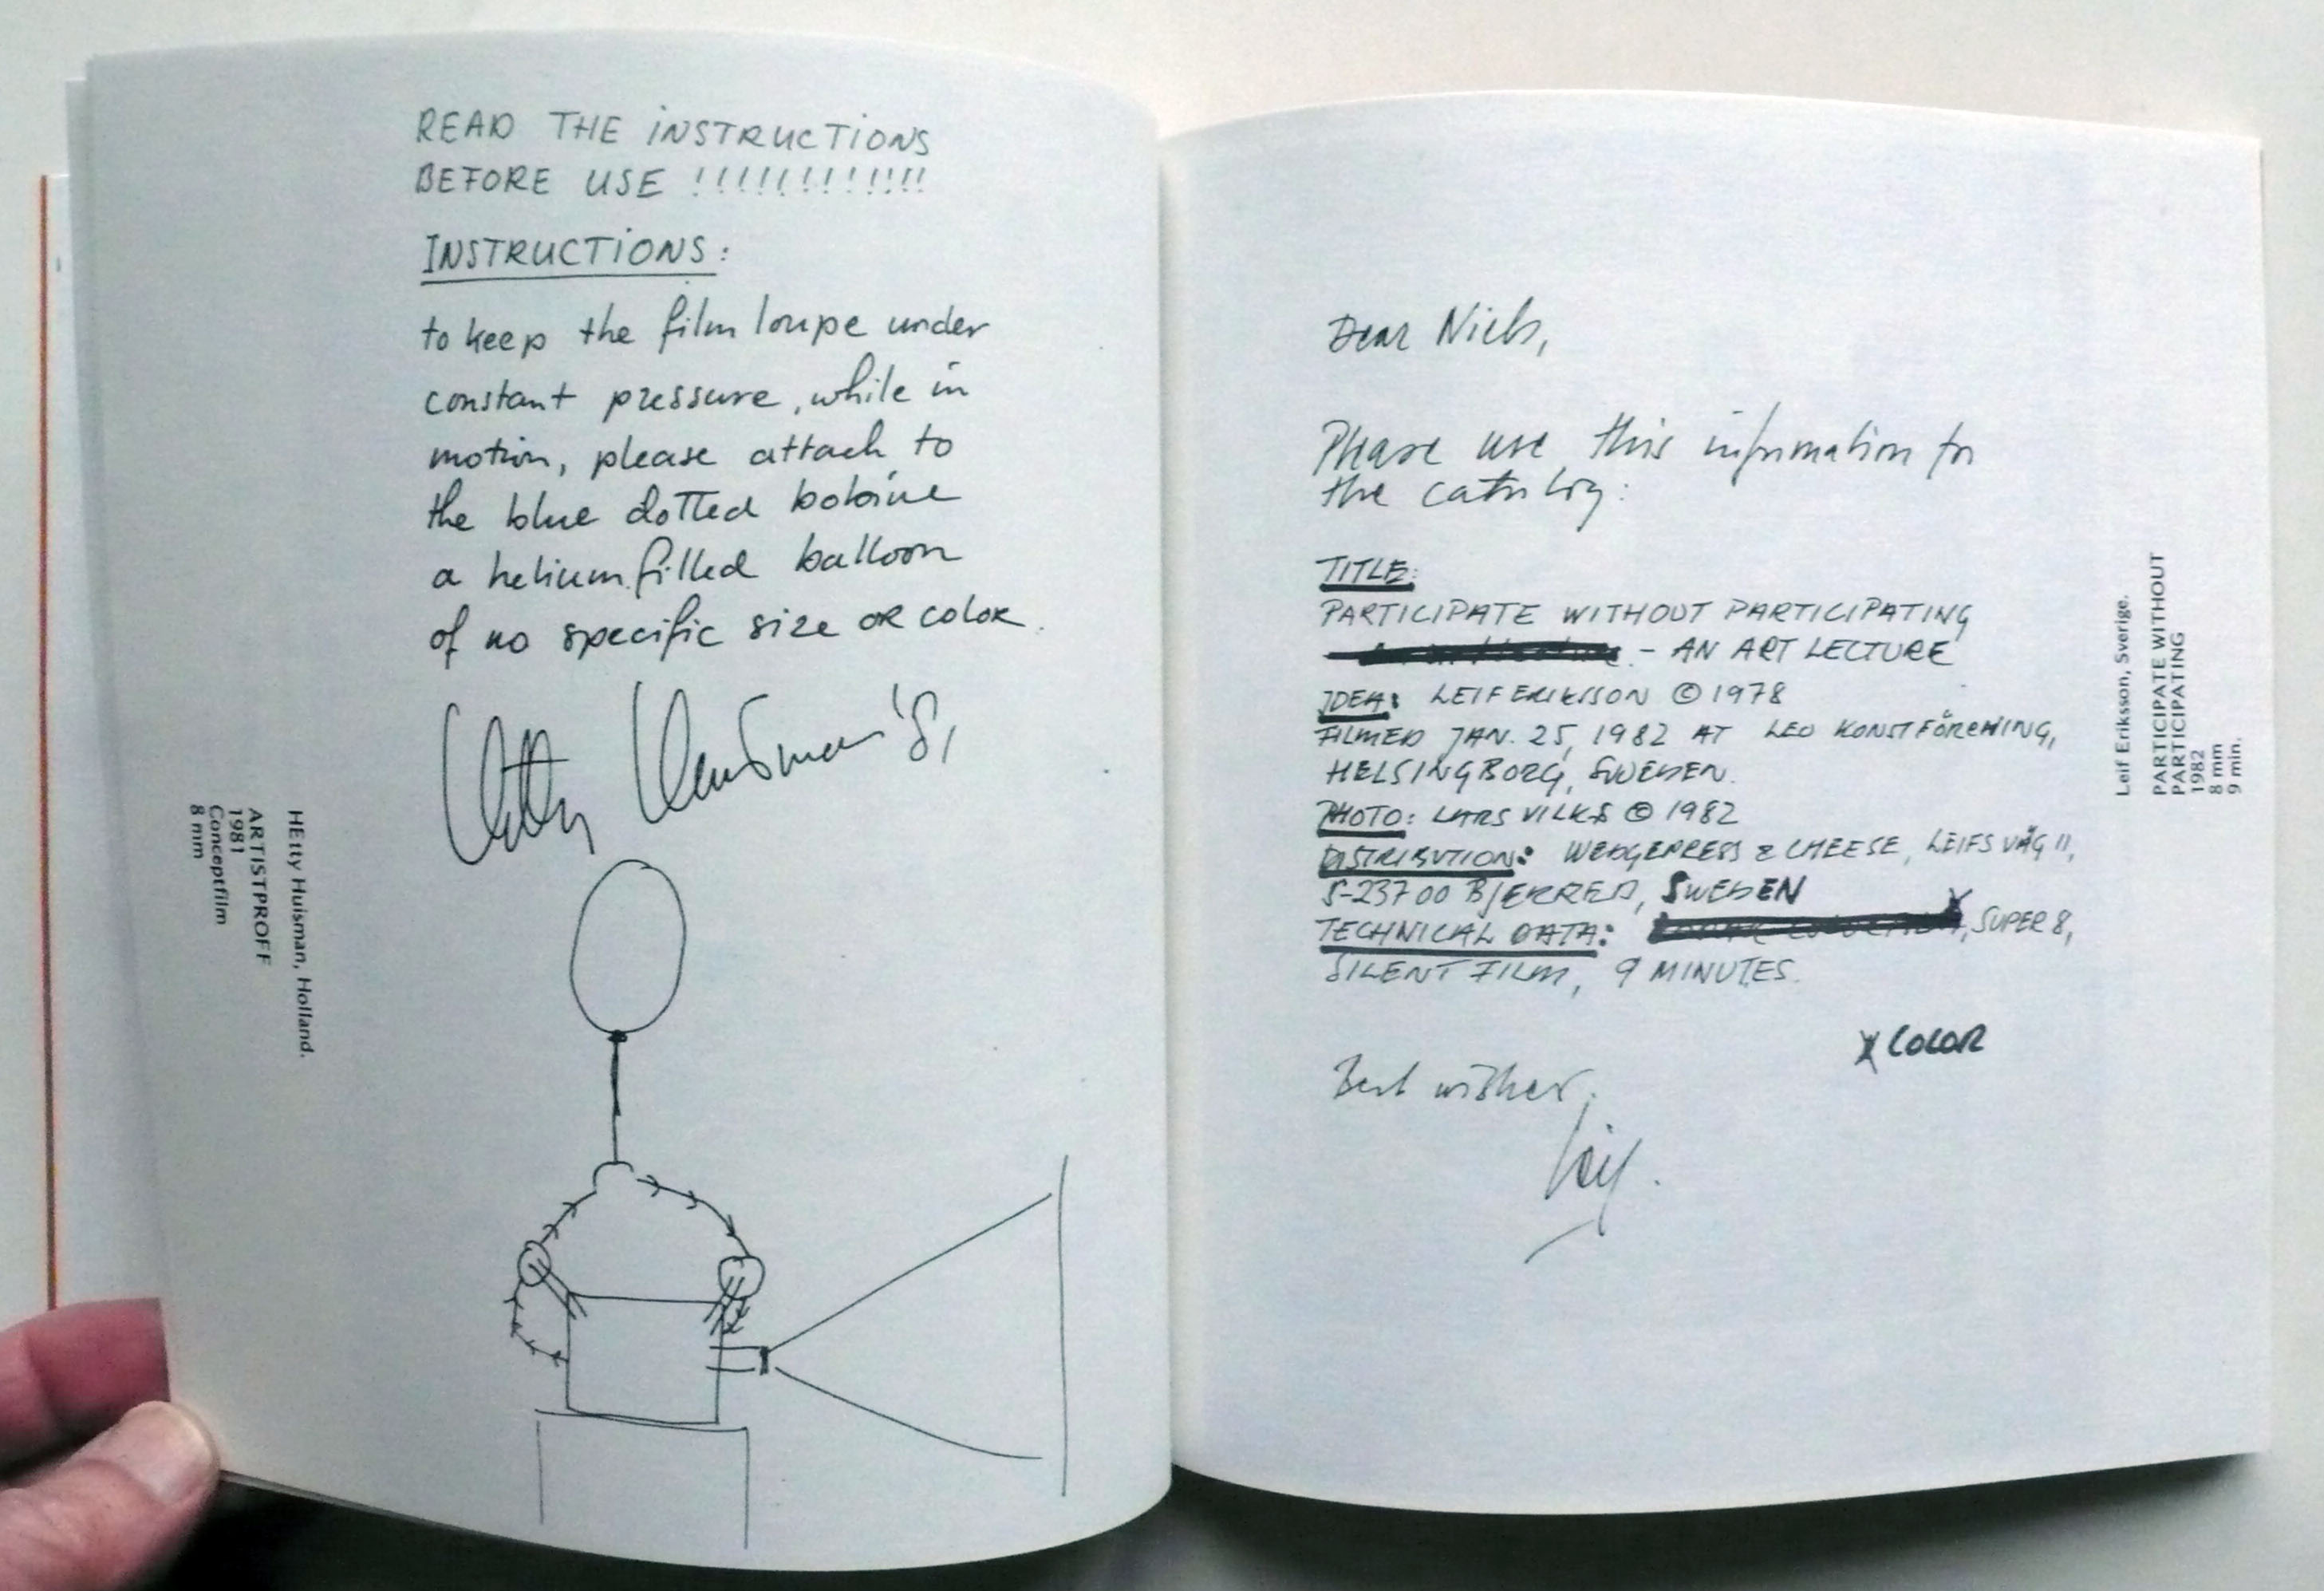 READ THE INSTRUCTIONS
BEFORE USE !!!!!!!!!!!!!
INSTRUCTIONS:
to keep the film loupe under
constant pressure, while in
motion, please attach to
the blue dotted bobine
a helium filled balloon
of no specific size OR COLOR.
Hetty Huisman '81
HEtty Huisman, Holland.
ARTISTPROFF
1981
Conceptfilm
8 mm
Dear Niels,
Please use this information for
the catalog:
TITLE:
PARTICIPATE WITHOUT PARTICIPATING
- AN ART LECTURE
IDEA: LEIF ERIKSSON © 1978
FILMED JAN. 25, 1982 AT LEO KONSTFÖRENING,
HELSINGBORG, SWEDEN.
PHOTO: LARS VILKS © 1982
DISTRIBUTION: WEDGEPRESS & CHEESE, LEIFS VÄG 11,
S-237 00 BJERRED, SWEDEN
TECHNICAL DATA: X, SUPER 8,
SILENT FILM, 9 MINUTES.
X COLOR
Best wishes,
Leif.
Leif Eriksson, Sverige.
PARTICIPATE WITHOUT
PARTICIPATING
1982
8 mm
9 min.